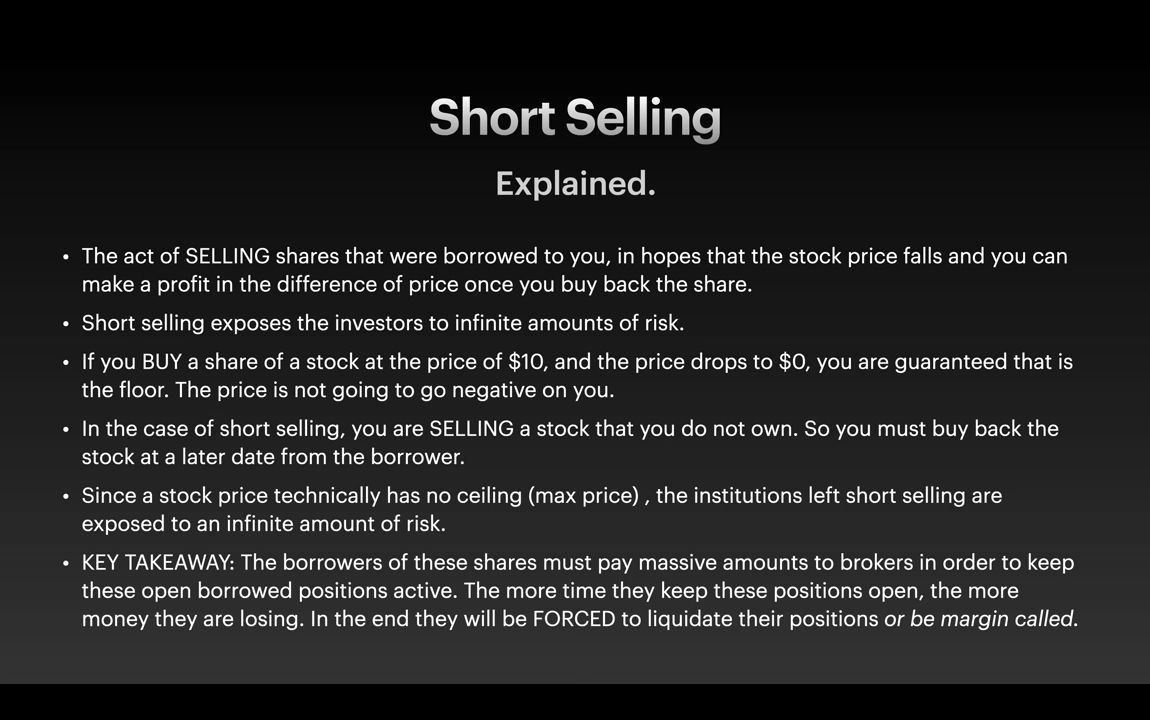 Short Selling
Explained.
• The act of SELLING shares that were borrowed to you, in hopes that the stock price falls and you can
make a profit in the difference of price once you buy back the share.
• Short selling exposes the investors to infinite amounts of risk.
• If you BUY a share of a stock at the price of $10, and the price drops to $0, you are guaranteed that is
the floor. The price is not going to go negative on you.
• In the case of short selling, you are SELLING a stock that you do not own. So you must buy back the
stock at a later date from the borrower.
• Since a stock price technically has no ceiling (max price) , the institutions left short selling are
exposed to an infinite amount of risk.
• KEY TAKEAWAY: The borrowers of these shares must pay massive amounts to brokers in order to keep
these open borrowed positions active. The more time they keep these positions open, the more
money they are losing. In the end they will be FORCED to liquidate their positions or be margin called.